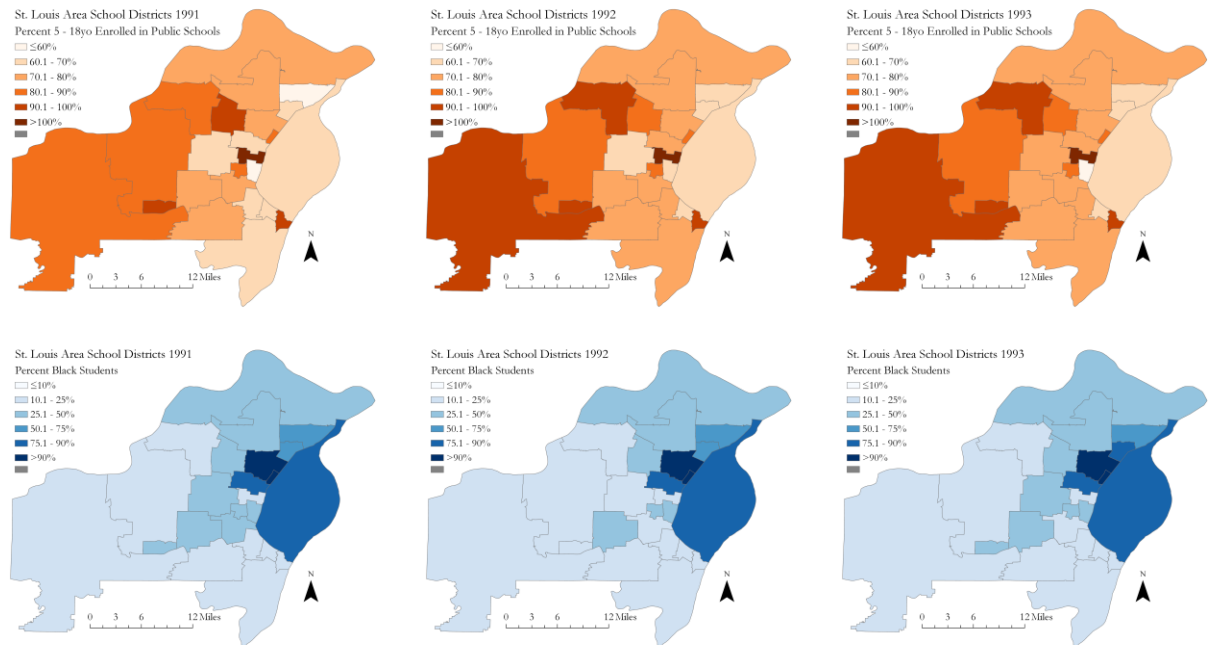 St. Louis Area School Districts 1991
Percent 5 - 18yo Enrolled in Public Schools
≤60%
60.1 - 70%
70.1 - 80%
80.1 - 90%
90.1 - 100%
>100%
N
0 3 6 12 Miles
St. Louis Area School Districts 1992
Percent 5 - 18yo Enrolled in Public Schools
≤60%
60.1 - 70%
70.1 - 80%
80.1 - 90%
90.1 - 100%
>100%
N
0 3 6 12 Miles
St. Louis Area School Districts 1993
Percent 5 - 18yo Enrolled in Public Schools
≤60%
60.1 - 70%
70.1 - 80%
80.1 - 90%
90.1 - 100%
>100%
N
0 3 6 12 Miles
St. Louis Area School Districts 1991
Percent Black Students
≤10%
10.1 - 25%
25.1 - 50%
50.1 - 75%
75.1 - 90%
>90%
N
0 3 6 12 Miles
St. Louis Area School Districts 1992
Percent Black Students
≤10%
10.1 - 25%
25.1 - 50%
50.1 - 75%
75.1 - 90%
>90%
N
0 3 6 12 Miles
St. Louis Area School Districts 1993
Percent Black Students
≤10%
10.1 - 25%
25.1 - 50%
50.1 - 75%
75.1 - 90%
>90%
N
0 3 6 12 Miles